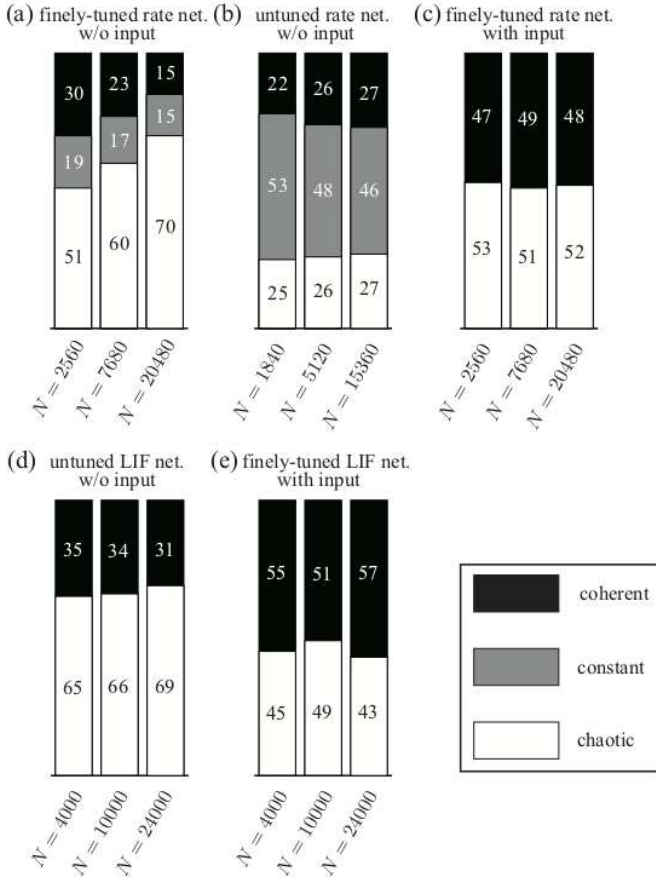 (a) finely-tuned rate net.
w/o input
(b) untuned rate net.
w/o input
(c) finely-tuned rate net.
with input
30 23 15
19 17 15
51 60 70
22 26 27
53 48 46
25 26 27
47 49 48
53 51 52
N = 2560 N = 7680 N = 20480
N = 1840 N = 5120 N = 15360
N = 2560 N = 7680 N = 20480
(d) untuned LIF net.
w/o input
(e) finely-tuned LIF net.
with input
35 34 31
65 66 69
55 51 57
45 49 43
N = 4000 N = 10000 N = 24000
N = 4000 N = 10000 N = 24000
coherent
constant
chaotic